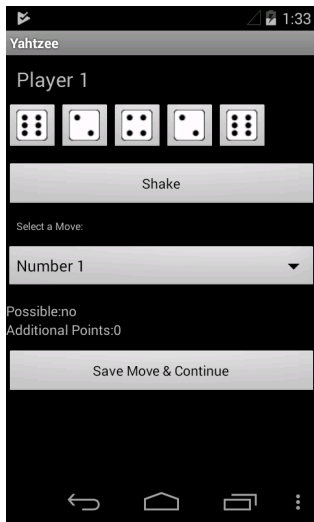 1:33
Yahtzee
Player 1
Shake
Select a Move:
Number 1
Possible:no
Additional Points:0
Save Move & Continue